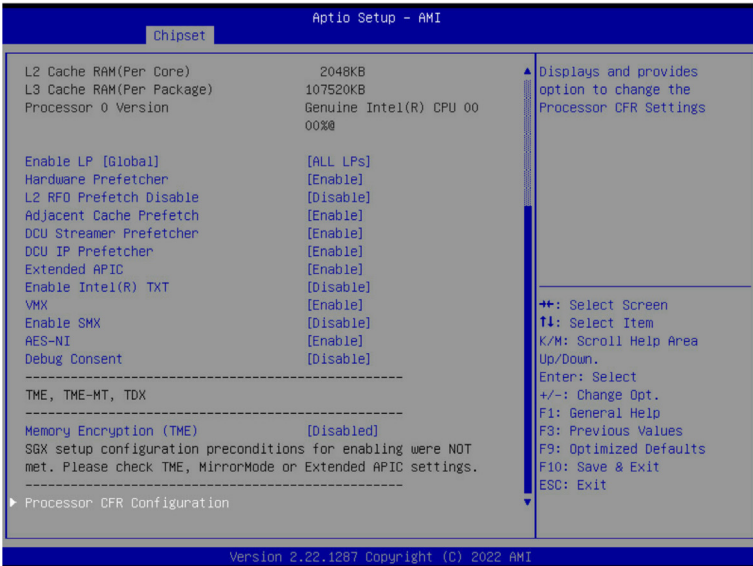 Aptio Setup – AMI
Chipset
L2 Cache RAM(Per Core) 2048KB
L3 Cache RAM(Per Package) 107520KB
Processor 0 Version Genuine Intel(R) CPU 00
00%@
Enable LP [Global] [ALL LPs]
Hardware Prefetcher [Enable]
L2 RFO Prefetch Disable [Disable]
Adjacent Cache Prefetch [Enable]
DCU Streamer Prefetcher [Enable]
DCU IP Prefetcher [Enable]
Extended APIC [Enable]
Enable Intel(R) TXT [Disable]
VMX [Enable]
Enable SMX [Disable]
AES-NI [Enable]
Debug Consent [Disable]
--------------------------------------------------
TME, TME-MT, TDX
--------------------------------------------------
Memory Encryption (TME) [Disabled]
SGX setup configuration preconditions for enabling were NOT
met. Please check TME, MirrorMode or Extended APIC settings.
--------------------------------------------------
Processor CFR Configuration
Displays and provides
option to change the
Processor CFR Settings
→←: Select Screen
↑↓: Select Item
K/M: Scroll Help Area
Up/Down.
Enter: Select
+/-: Change Opt.
F1: General Help
F3: Previous Values
F9: Optimized Defaults
F10: Save & Exit
ESC: Exit
Version 2.22.1287 Copyright (C) 2022 AMI